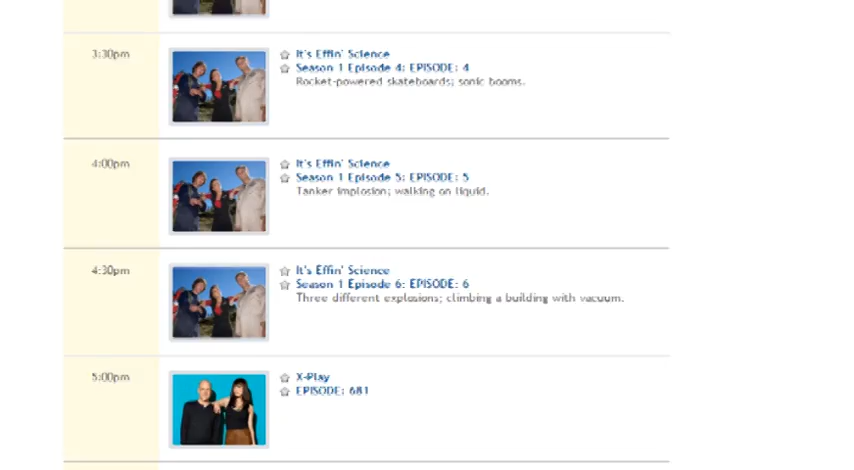 3:30pm
It's Effin' Science
Season 1 Episode 4: EPISODE: 4
Rocket-powered skateboards; sonic booms.
4:00pm
It's Effin' Science
Season 1 Episode 5: EPISODE: 5
Tanker implosion; walking on liquid.
4:30pm
It's Effin' Science
Season 1 Episode 6: EPISODE: 6
Three different explosions; climbing a building with vacuum.
5:00pm
X-Play
EPISODE: 681